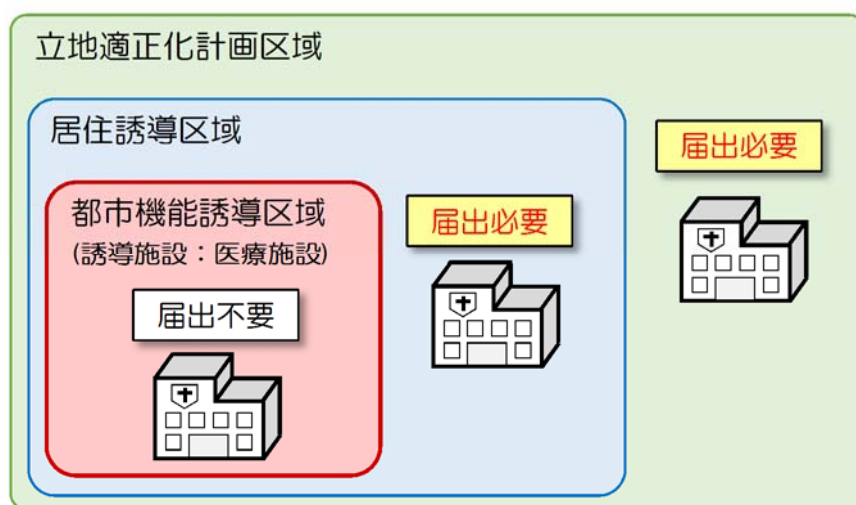 立地適正化計画区域
居住誘導区域
届出必要
都市機能誘導区域
(誘導施設：医療施設)
届出必要
届出不要